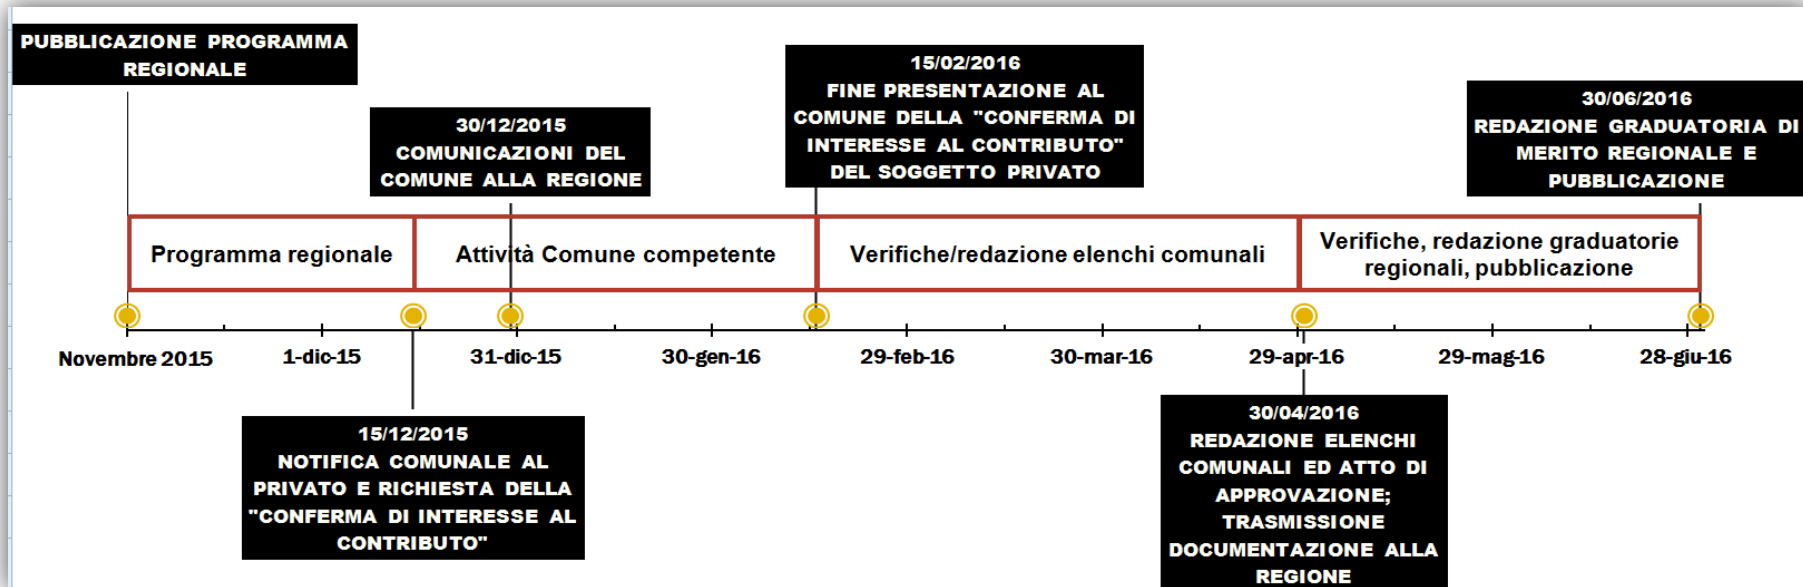 PUBBLICAZIONE PROGRAMMA
REGIONALE
30/12/2015
COMUNICAZIONI DEL
COMUNE ALLA REGIONE
15/02/2016
FINE PRESENTAZIONE AL
COMUNE DELLA "CONFERMA DI
INTERESSE AL CONTRIBUTO"
DEL SOGGETTO PRIVATO
30/06/2016
REDAZIONE GRADUATORIA DI
MERITO REGIONALE E
PUBBLICAZIONE
Programma regionale
Attività Comune competente
Verifiche/redazione elenchi comunali
Verifiche, redazione graduatorie
regionali, pubblicazione
Novembre 2015
1-dic-15
31-dic-15
30-gen-16
29-feb-16
30-mar-16
29-apr-16
29-mag-16
28-giu-16
15/12/2015
NOTIFICA COMUNALE AL
PRIVATO E RICHIESTA DELLA
"CONFERMA DI INTERESSE AL
CONTRIBUTO"
30/04/2016
REDAZIONE ELENCHI
COMUNALI ED ATTO DI
APPROVAZIONE;
TRASMISSIONE
DOCUMENTAZIONE ALLA
REGIONE